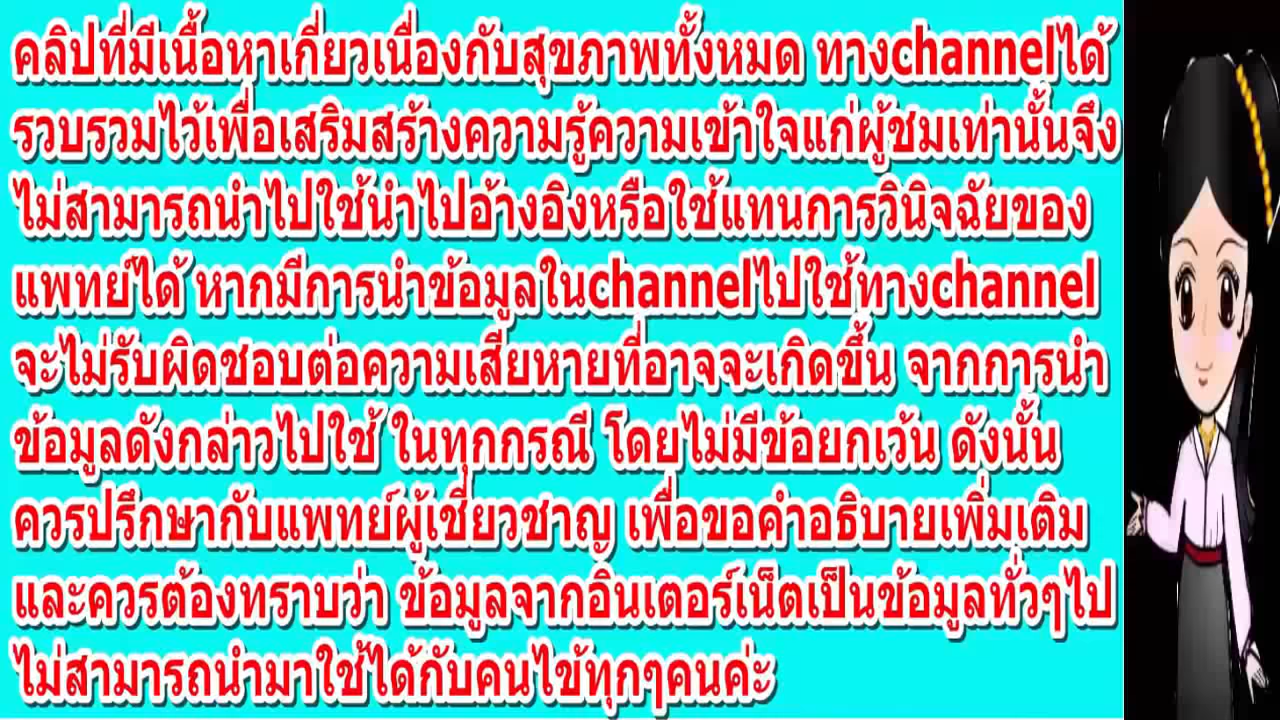 คลิปที่มีเนื้อหาเกี่ยวเนื่องกับสุขภาพทั้งหมด ทางchannelได้
รวบรวมไว้เพื่อเสริมสร้างความรู้ความเข้าใจแก่ผู้ชมเท่านั้นจึง
ไม่สามารถนำไปใช้นำไปอ้างอิงหรือใช้แทนการวินิจฉัยของ
แพทย์ได้ หากมีการนำข้อมูลในchannelไปใช้ทางchannel
จะไม่รับผิดชอบต่อความเสียหายที่อาจจะเกิดขึ้น จากการนำ
ข้อมูลดังกล่าวไปใช้ ในทุกกรณี โดยไม่มีข้อยกเว้น ดังนั้น
ควรปรึกษากับแพทย์ผู้เชี่ยวชาญ เพื่อขอคำอธิบายเพิ่มเติม
และควรต้องทราบว่า ข้อมูลจากอินเตอร์เน็ตเป็นข้อมูลทั่วๆไป
ไม่สามารถนำมาใช้ได้กับคนไข้ทุกๆคนค่ะ